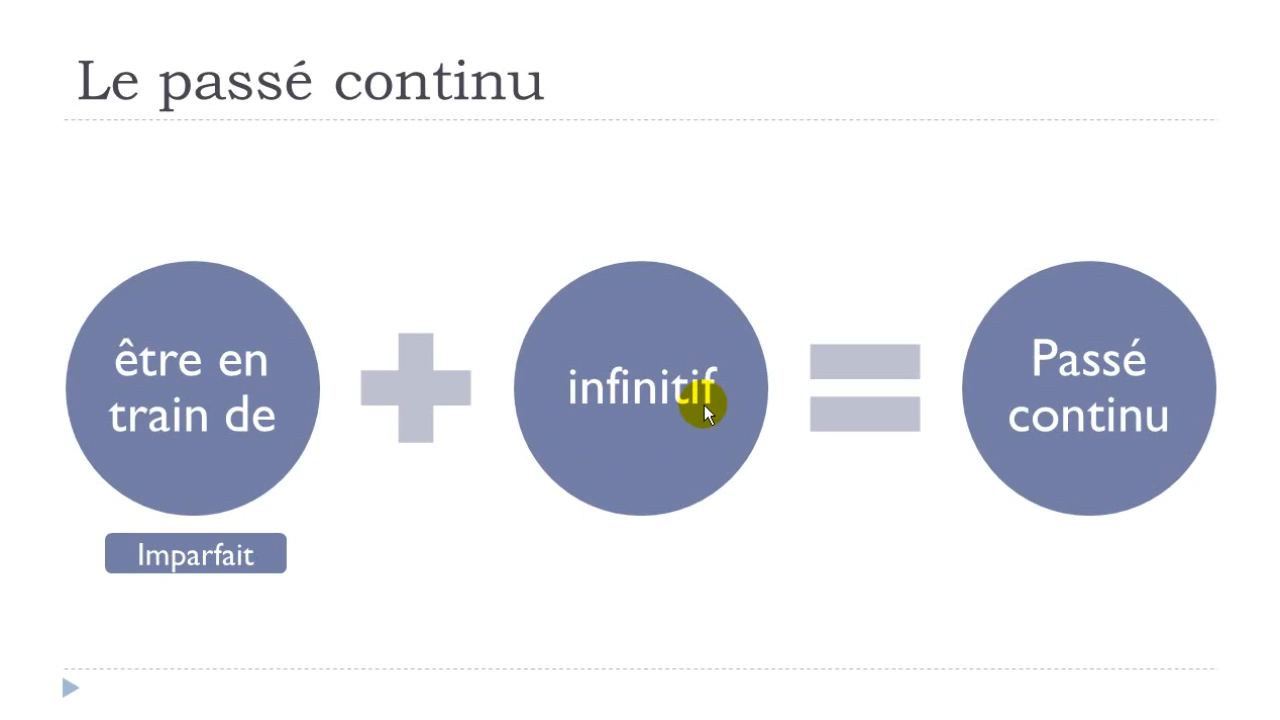 Le passé continu
être en
train de
infinitif
Passé
continu
Imparfait